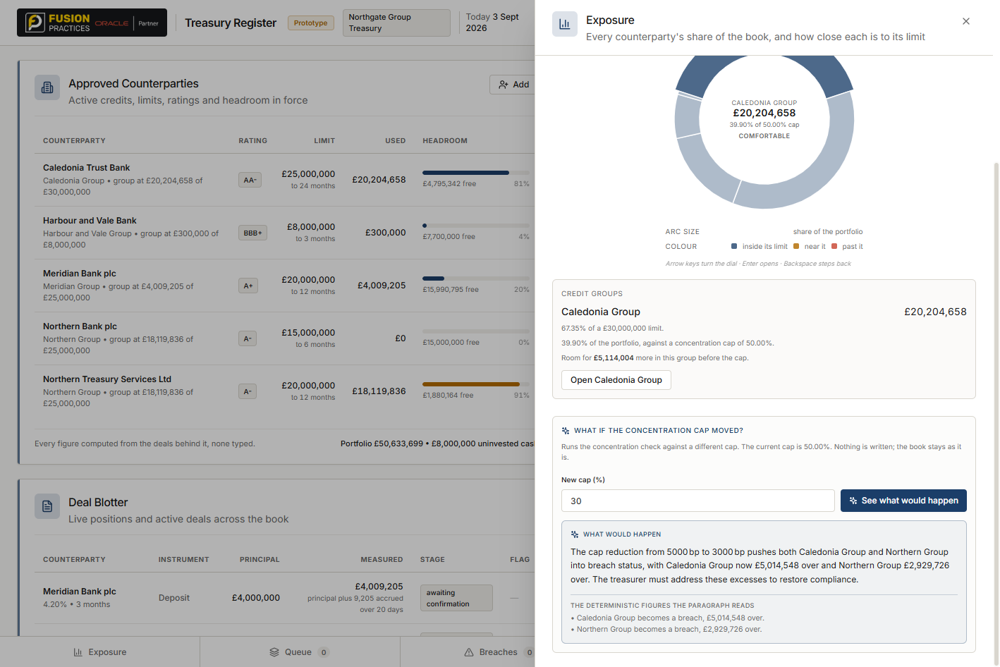 FUSION
PRACTICES
ORACLE
Partner
Treasury Register
Prototype
Northgate Group
Treasury
Today 3 Sept
2026
Approved Counterparties
Active credits, limits, ratings and headroom in force
Add
COUNTERPARTY RATING LIMIT USED HEADROOM
Caledonia Trust Bank
Caledonia Group • group at £20,204,658 of
£30,000,000
AA-
£25,000,000
to 24 months
£20,204,658
£4,795,342 free 81%
Harbour and Vale Bank
Harbour and Vale Group • group at £300,000 of
£8,000,000
BBB+
£8,000,000
to 3 months
£300,000
£7,700,000 free 4%
Meridian Bank plc
Meridian Group • group at £4,009,205 of
£25,000,000
A+
£20,000,000
to 12 months
£4,009,205
£15,990,795 free 20%
Northern Bank plc
Northern Group • group at £18,119,836 of
£25,000,000
A-
£15,000,000
to 6 months
£0
£15,000,000 free 0%
Northern Treasury Services Ltd
Northern Group • group at £18,119,836 of
£25,000,000
A-
£20,000,000
to 12 months
£18,119,836
£1,880,164 free 91%
Every figure computed from the deals behind it, none typed.
Portfolio £50,633,699 • £8,000,000 uninvested cas
Deal Blotter
Live positions and active deals across the book
COUNTERPARTY INSTRUMENT PRINCIPAL MEASURED STAGE FLAG
Meridian Bank plc
4.20% • 3 months
Deposit
£4,000,000
£4,009,205
principal plus 9,205 accrued
over 20 days
awaiting
confirmation
—
Exposure
Queue 0
Breaches 0
Exposure
Every counterparty's share of the book, and how close each is to its limit
CALEDONIA GROUP
£20,204,658
39.90% of 50.00% cap
COMFORTABLE
ARC SIZE share of the portfolio
COLOUR inside its limit near it past it
Arrow keys turn the dial · Enter opens · Backspace steps back
CREDIT GROUPS
Caledonia Group £20,204,658
67.35% of a £30,000,000 limit.
39.90% of the portfolio, against a concentration cap of 50.00%.
Room for £5,114,004 more in this group before the cap.
Open Caledonia Group
WHAT IF THE CONCENTRATION CAP MOVED?
Runs the concentration check against a different cap. The current cap is 50.00%. Nothing is written; the book stays as it
is.
New cap (%)
30
See what would happen
WHAT WOULD HAPPEN
The cap reduction from 5000 bp to 3000 bp pushes both Caledonia Group and Northern Group
into breach status, with Caledonia Group now £5,014,548 over and Northern Group £2,929,726
over. The treasurer must address these excesses to restore compliance.
THE DETERMINISTIC FIGURES THE PARAGRAPH READS
• Caledonia Group becomes a breach, £5,014,548 over.
• Northern Group becomes a breach, £2,929,726 over.